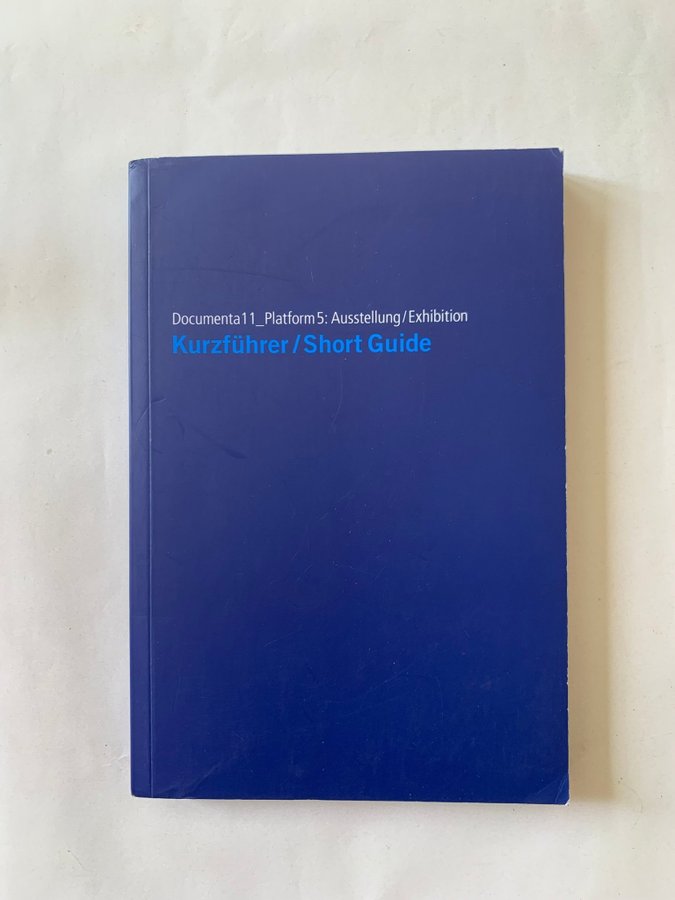 Documenta11_Platform5: Ausstellung/Exhibition
Kurzführer/Short Guide